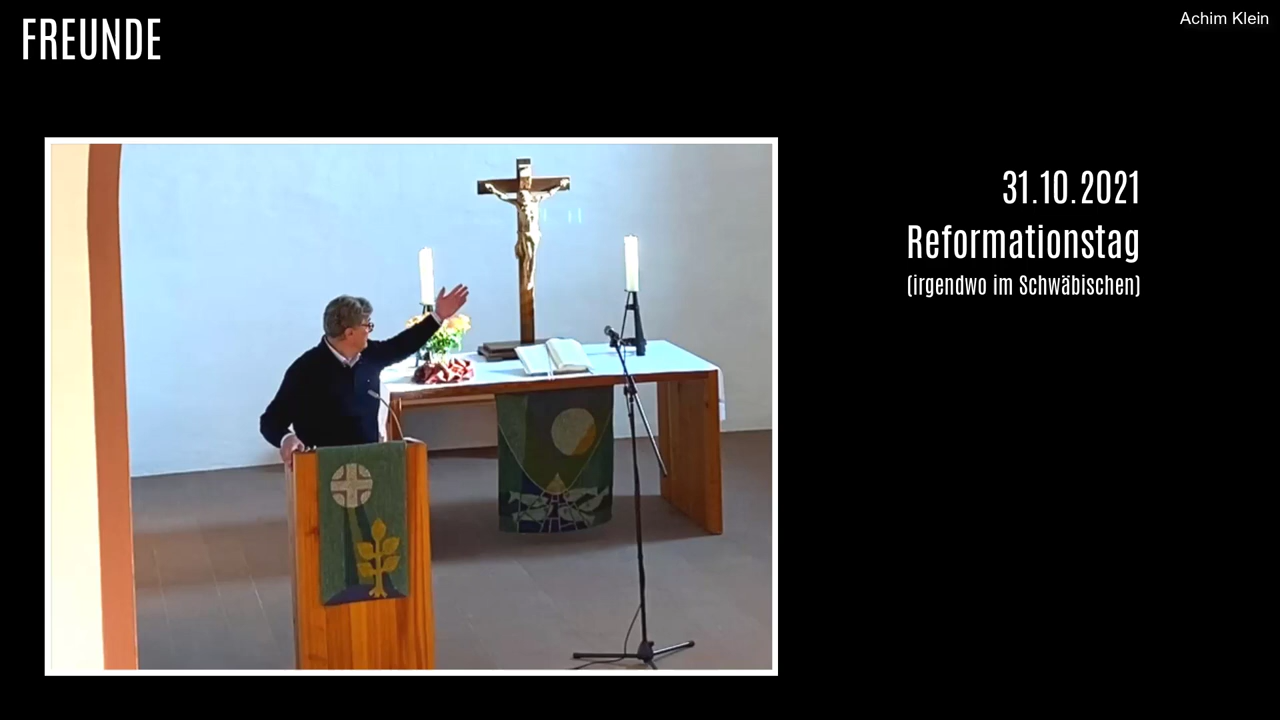 FREUNDE
Achim Klein
31.10.2021
Reformationstag
(irgendwo im Schwäbischen)